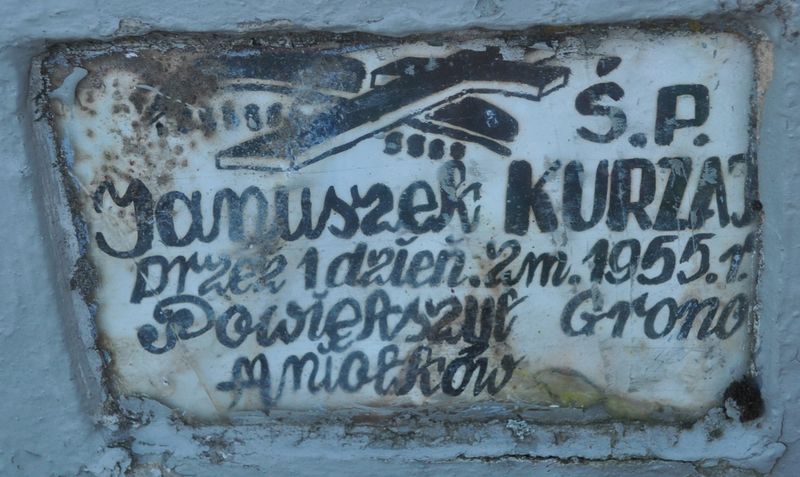 Ś.P.
Januszek KURZAJ
przez 1 dzień. 2 m. 1955. r.
Powiększył Grono
Aniołków